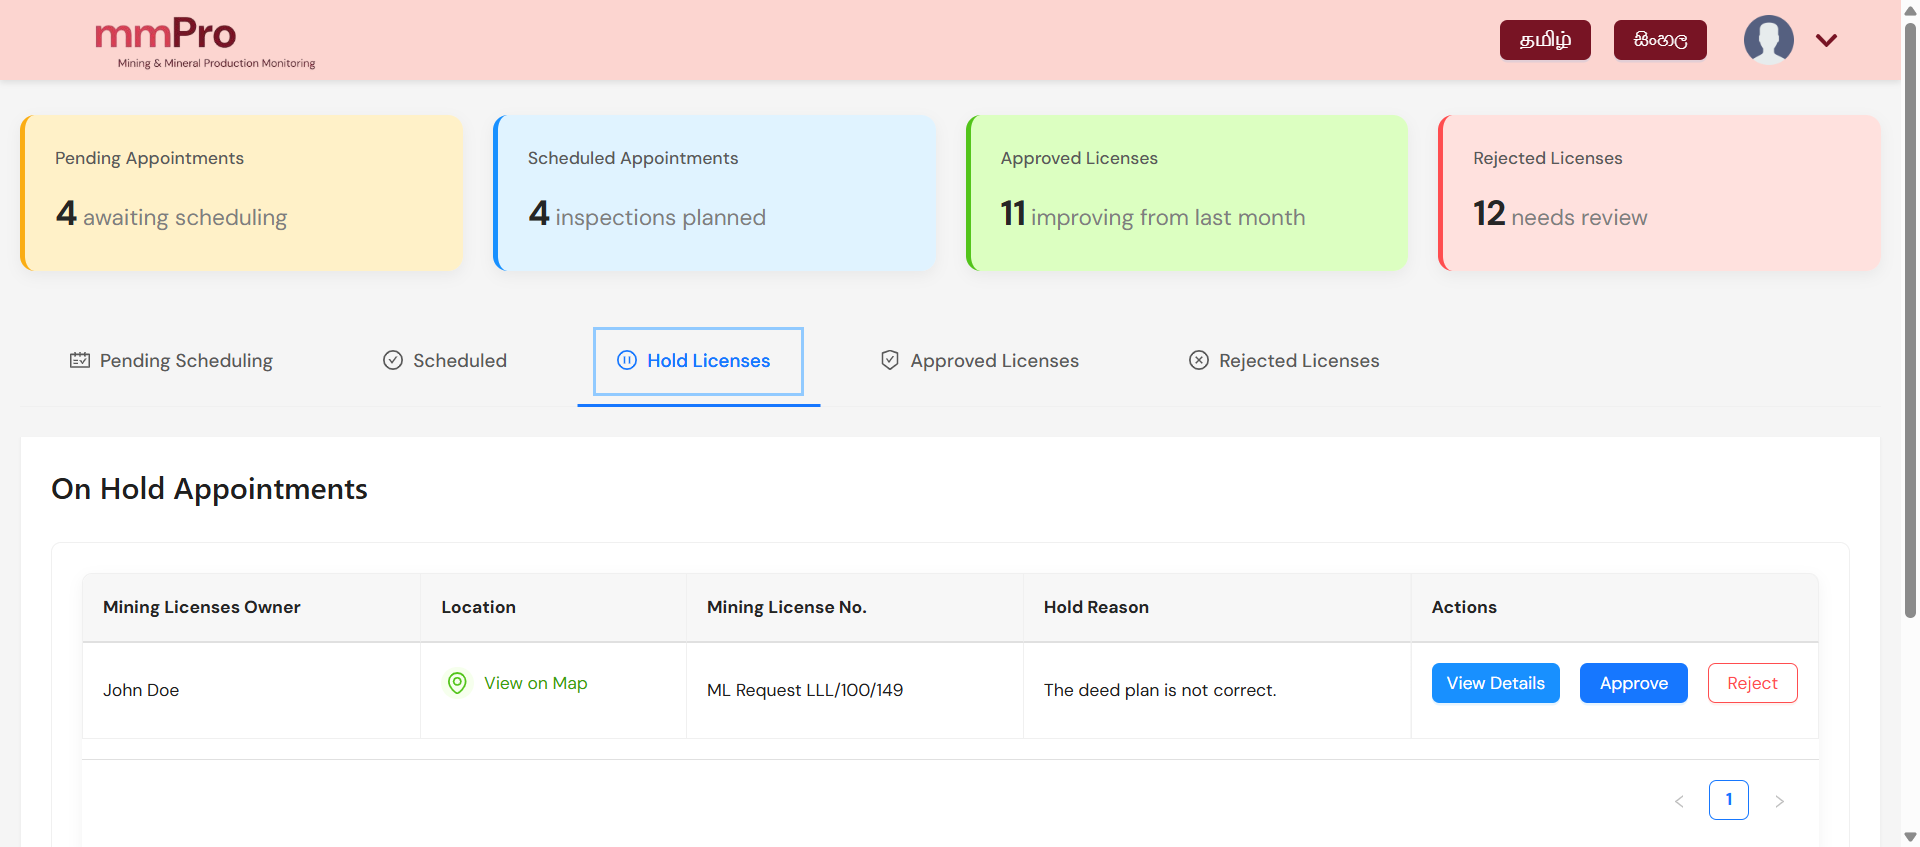 mmPro
Mining & Mineral Production Monitoring
தமிழ்
සිංහල
Pending Appointments
4 awaiting scheduling
Scheduled Appointments
4 inspections planned
Approved Licenses
11 improving from last month
Rejected Licenses
12 needs review
Pending Scheduling
Scheduled
Hold Licenses
Approved Licenses
Rejected Licenses
On Hold Appointments
Mining Licenses Owner
Location
Mining License No.
Hold Reason
Actions
John Doe
View on Map
ML Request LLL/100/149
The deed plan is not correct.
View Details
Approve
Reject
1